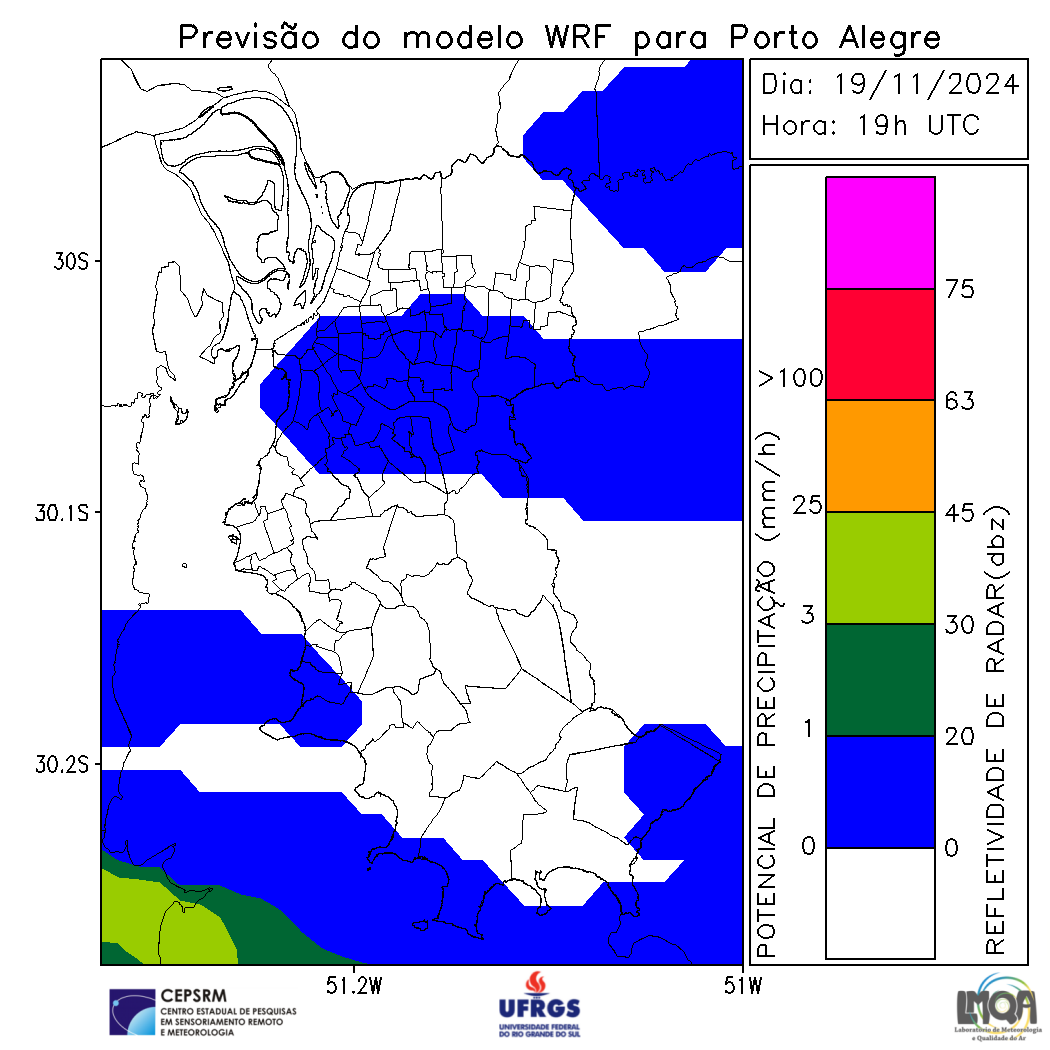 Previsão do modelo WRF para Porto Alegre
Dia: 19/11/2024
Hora: 19h UTC
30S
30.1S
30.2S
51.2W
51W
POTENCIAL DE PRECIPITAÇÃO (mm/h)
>100
25
3
1
0
75
63
45
30
20
0
REFLETIVIDADE DE RADAR(dbz)
CEPSRM
CENTRO ESTADUAL DE PESQUISAS
EM SENSORIAMENTO REMOTO
E METEOROLOGIA
UFRGS
UNIVERSIDADE FEDERAL
DO RIO GRANDE DO SUL
LMQA
Laboratório de Meteorologia
e Qualidade do Ar